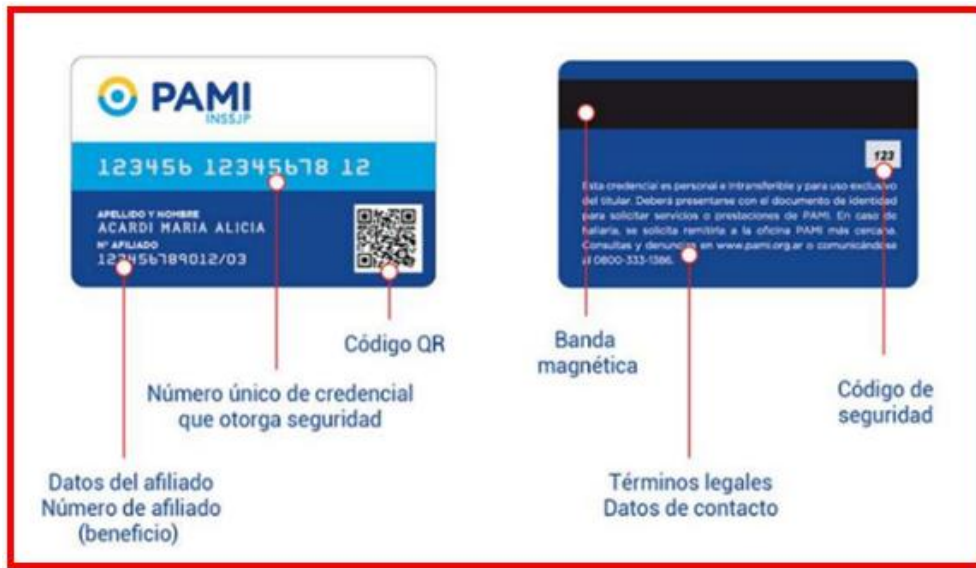 PAMI
INSSJP
123456 12345678 12
APELLIDO Y NOMBRE
ACARDI MARIA ALICIA
N° AFILIADO
123456789012/03
Código QR
Número único de credencial
que otorga seguridad
Datos del afiliado
Número de afiliado
(beneficio)
123
Esta credencial es personal e intransferible y para uso exclusivo
del titular. Deberá presentarse con el documento de identidad
para solicitar servicios o prestaciones de PAMI. En caso de
hallarla, se solicita remitirla a la oficina PAMI más cercana.
Consultas y denuncias en www.pami.org.ar o comunicándose
al 0800-333-1386.
Banda
magnética
Código de
seguridad
Términos legales
Datos de contacto